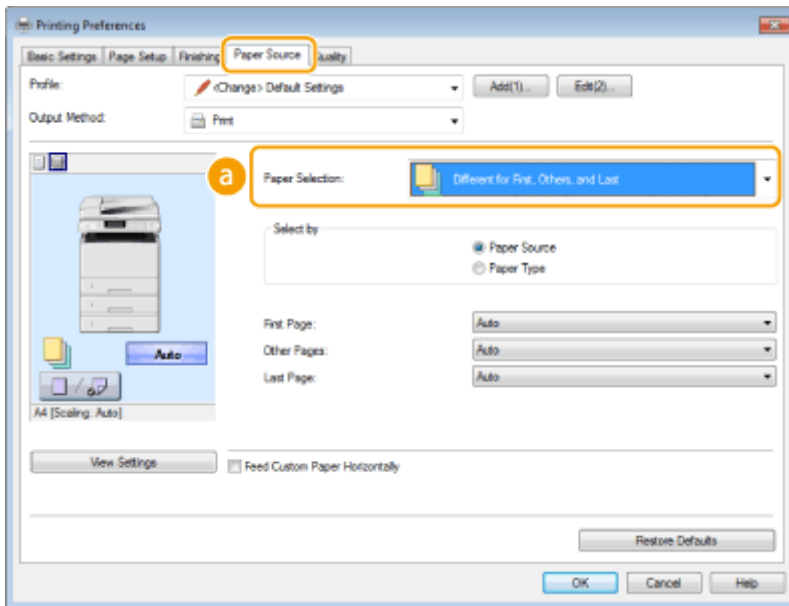 Printing Preferences
Basic Settings Page Setup Finishing Paper Source Quality
Profile: <Change> Default Settings Add(1)... Edit(2)...
Output Method: Print
a Paper Selection: Different for First, Others, and Last
Select by
Paper Source
Paper Type
First Page: Auto
Other Pages: Auto
Auto
Last Page: Auto
A4 [Scaling: Auto]
View Settings Feed Custom Paper Horizontally
Restore Defaults
OK Cancel Help